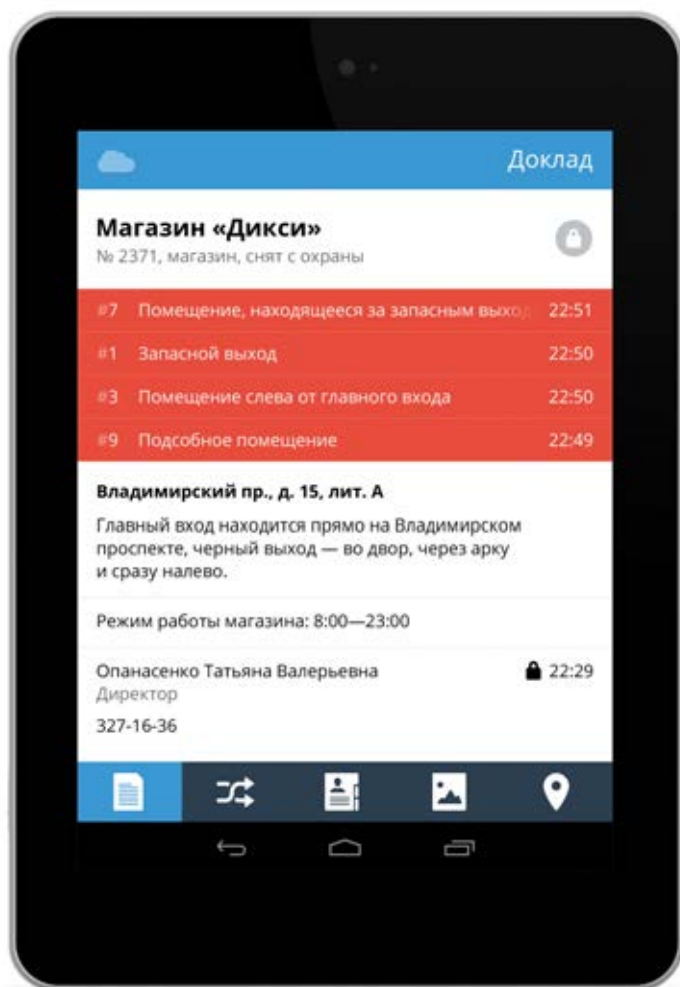 Доклад
Магазин «Дикси»
№ 2371, магазин, снят с охраны
#7 Помещение, находящееся за запасным выход 22:51
#1 Запасной выход 22:50
#3 Помещение слева от главного входа 22:50
#9 Подсобное помещение 22:49
Владимирский пр., д. 15, лит. А
Главный вход находится прямо на Владимирском
проспекте, черный выход — во двор, через арку
и сразу налево.
Режим работы магазина: 8:00—23:00
Опанасенко Татьяна Валерьевна 22:29
Директор
327-16-36